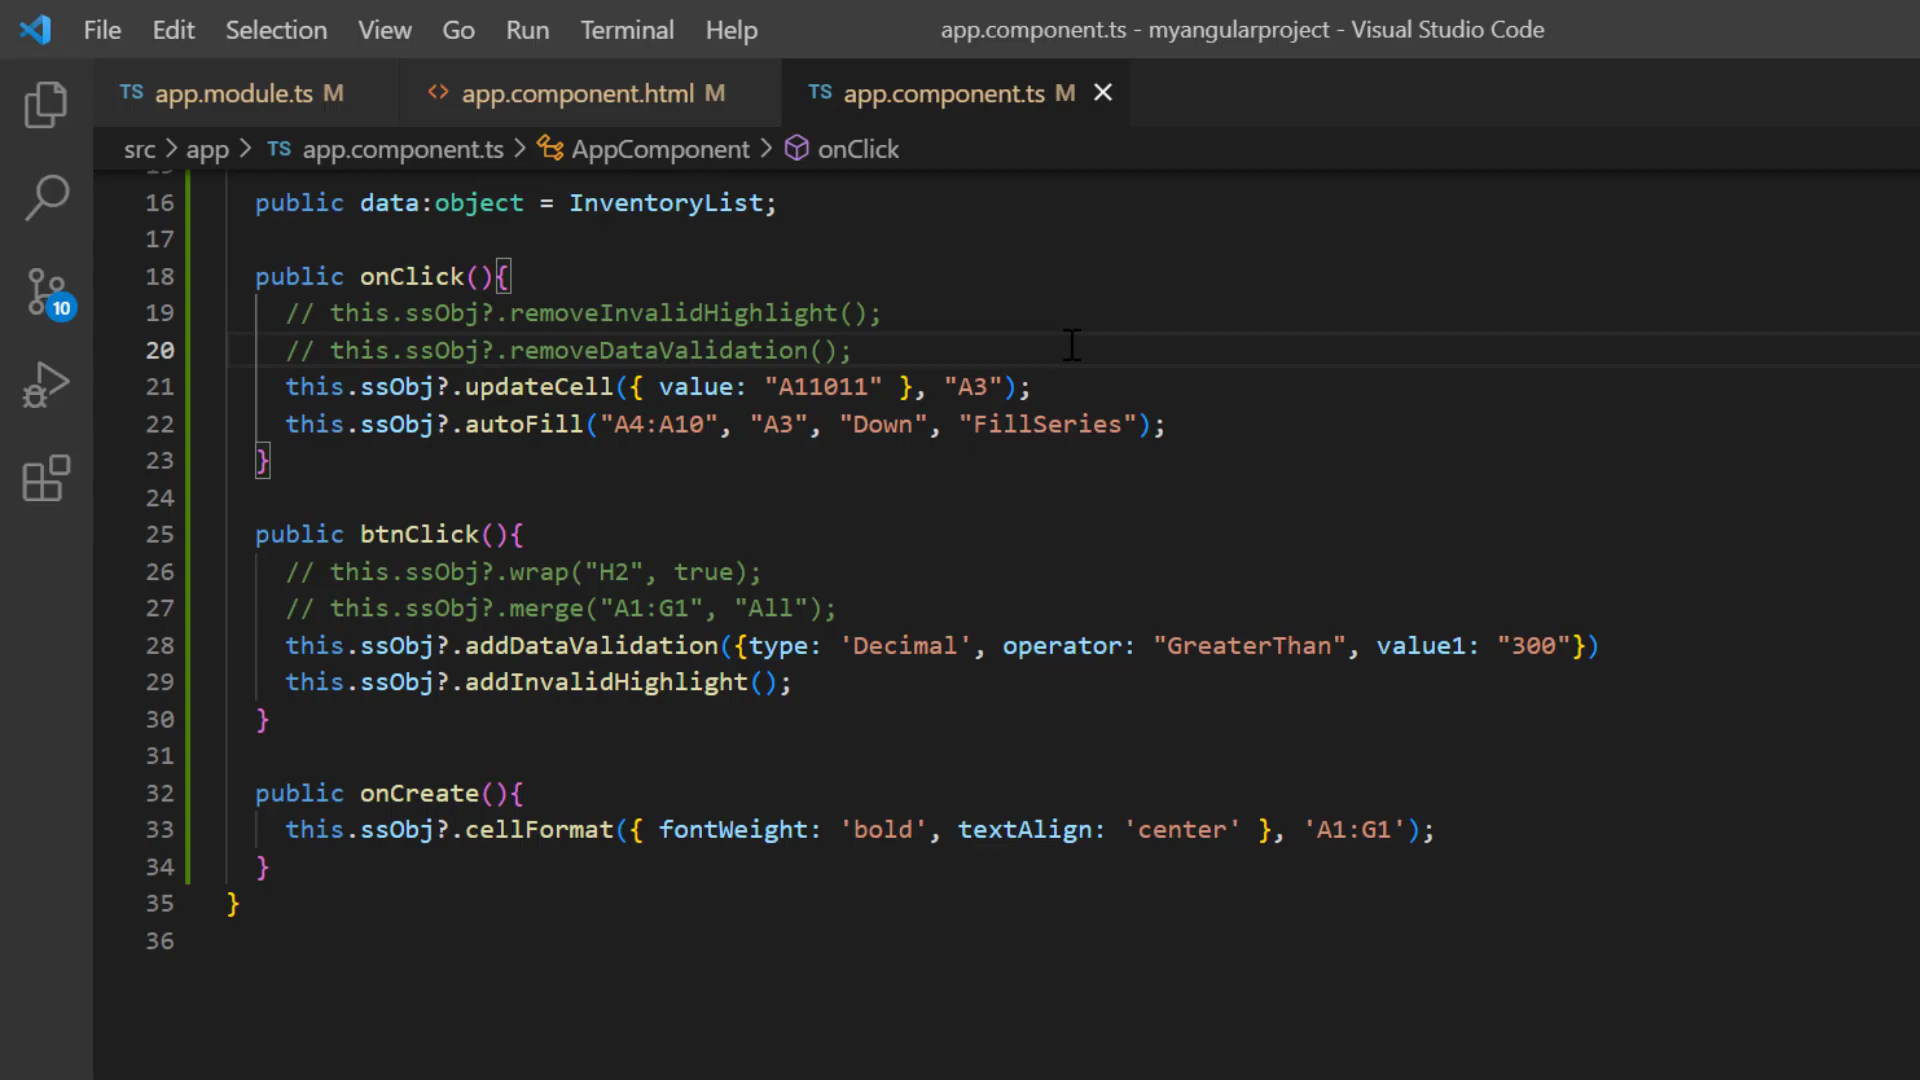 File Edit Selection View Go Run Terminal Help app.component.ts - myangularproject - Visual Studio Code
TS app.module.ts M <> app.component.html M TS app.component.ts M
src > app > TS app.component.ts > AppComponent > onClick
16 public data:object = InventoryList;
17
18 public onClick(){
19 // this.ssObj?.removeInvalidHighlight();
20 // this.ssObj?.removeDataValidation();
21 this.ssObj?.updateCell({ value: "A11011" }, "A3");
22 this.ssObj?.autoFill("A4:A10", "A3", "Down", "FillSeries");
23 }
24
25 public btnClick(){
26 // this.ssObj?.wrap("H2", true);
27 // this.ssObj?.merge("A1:G1", "All");
28 this.ssObj?.addDataValidation({type: 'Decimal', operator: "GreaterThan", value1: "300"})
29 this.ssObj?.addInvalidHighlight();
30 }
31
32 public onCreate(){
33 this.ssObj?.cellFormat({ fontWeight: 'bold', textAlign: 'center' }, 'A1:G1');
34 }
35 }
36
10